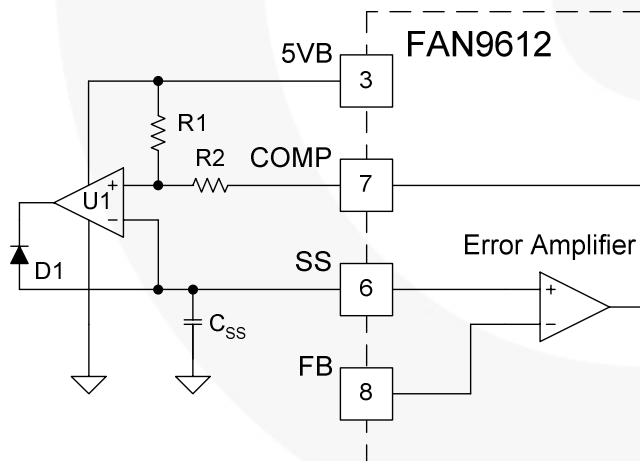 FAN9612
5VB
3
R1
R2
COMP
7
U1
+
−
D1
SS
6
Error Amplifier
+
−
CSS
FB
8